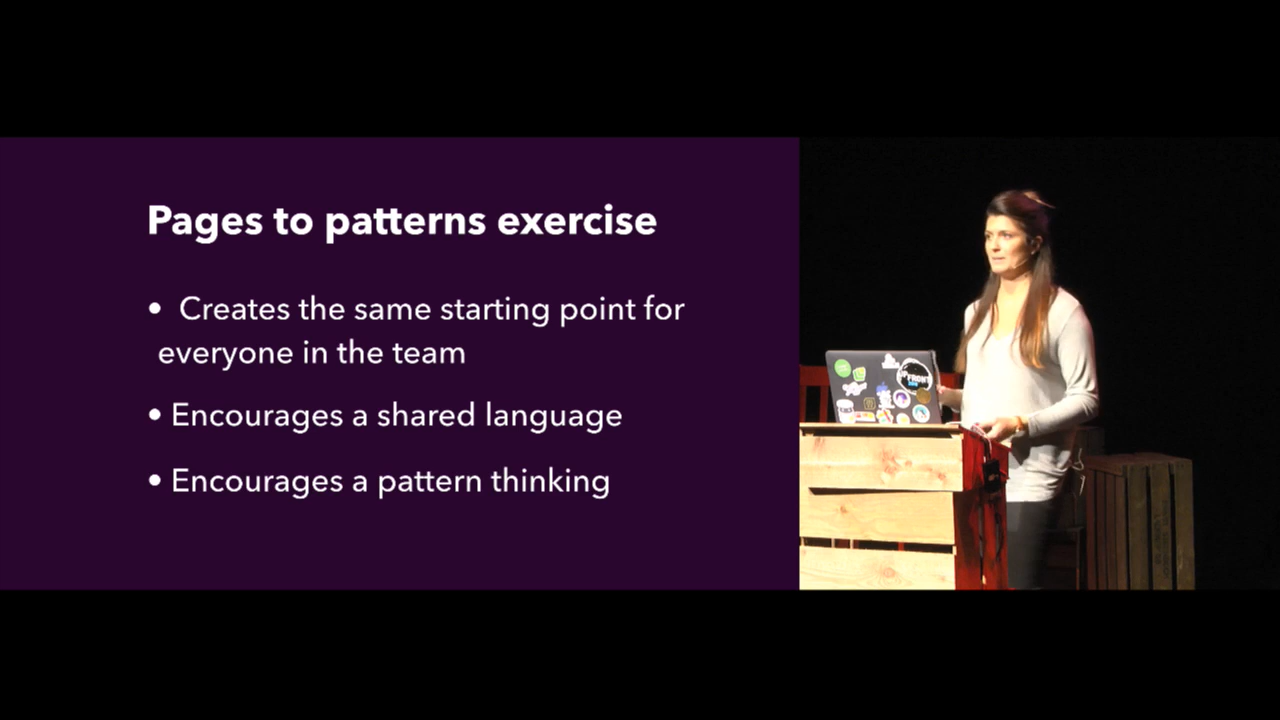 Pages to patterns exercise
• Creates the same starting point for
everyone in the team
• Encourages a shared language
• Encourages a pattern thinking
FRONT